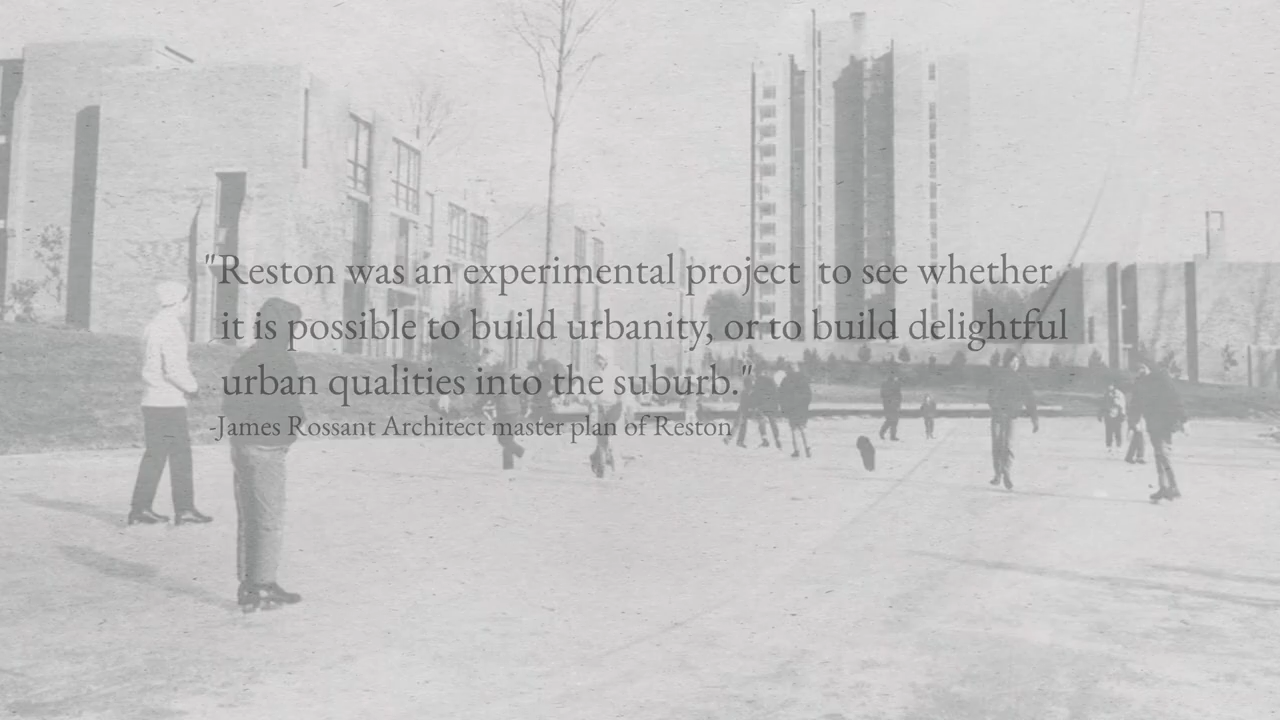 "Reston was an experimental project to see whether
it is possible to build urbanity, or to build delightful
urban qualities into the suburb."
-James Rossant Architect master plan of Reston